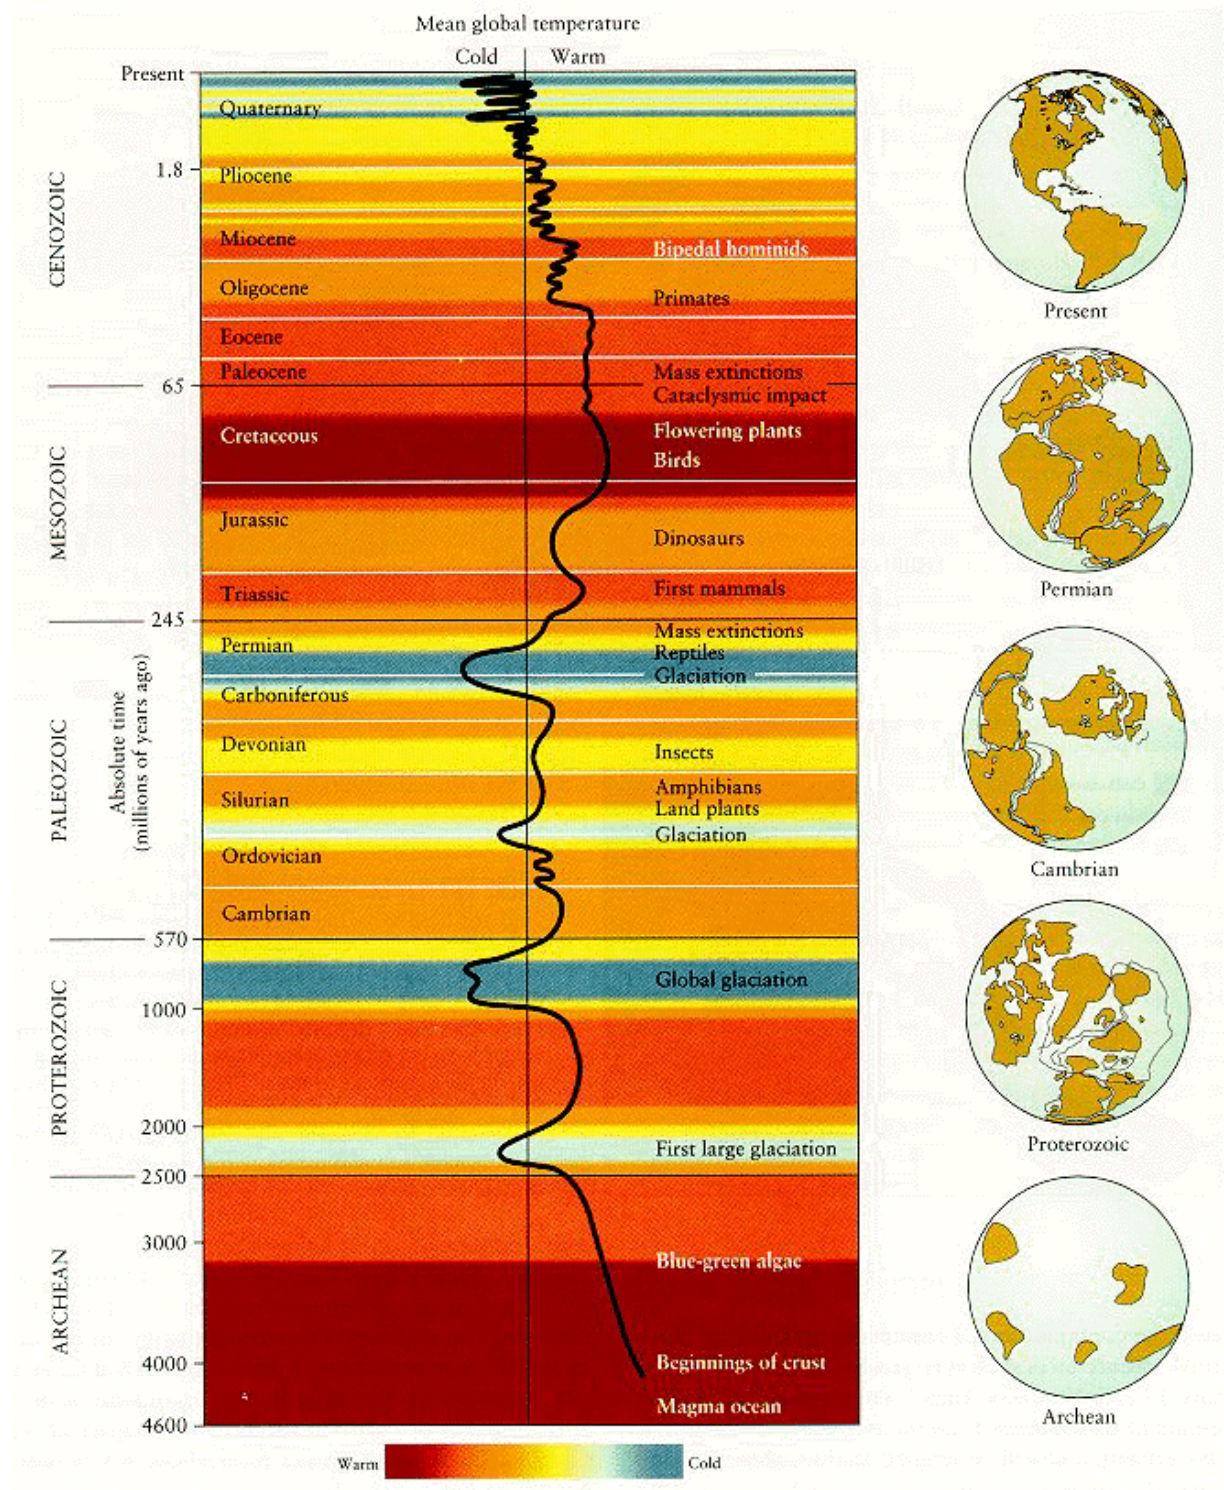 Mean global temperature
Cold Warm
Present
Quaternary
1.8
Pliocene
Miocene
Bipedal hominids
Oligocene
Primates
Eocene
Paleocene
Mass extinctions
65
Cataclysmic impact
CENOZOIC
Cretaceous
Flowering plants
Birds
Jurassic
Dinosaurs
Triassic
First mammals
MESOZOIC
245
Mass extinctions
Permian
Reptiles
Glaciation
Carboniferous
Devonian
Insects
Silurian
Amphibians
Land plants
Glaciation
Ordovician
Cambrian
PALEOZOIC
Absolute time
(millions of years ago)
570
Global glaciation
1000
2000
First large glaciation
PROTEROZOIC
2500
3000
Blue-green algae
4000
Beginnings of crust
Magma ocean
4600
ARCHEAN
Warm Cold
Present
Permian
Cambrian
Proterozoic
Archean